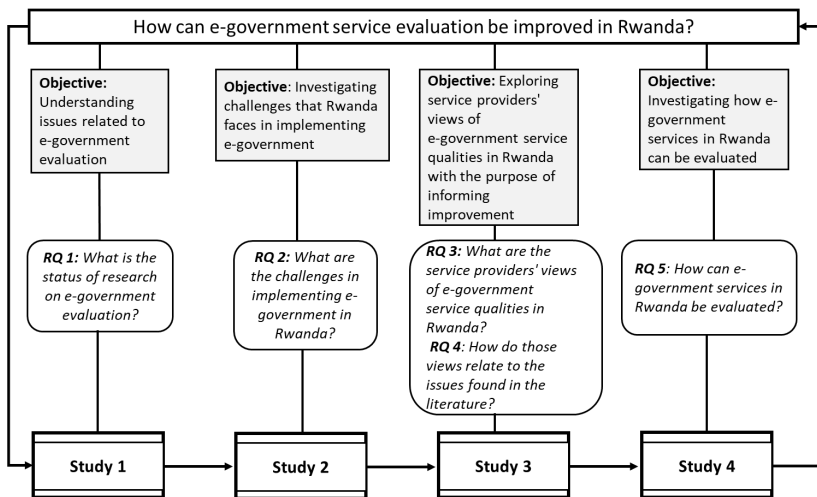 How can e-government service evaluation be improved in Rwanda?
Objective:
Understanding
issues related to
e-government
evaluation
Objective: Investigating
challenges that Rwanda
faces in implementing
e-government
Objective: Exploring
service providers'
views of
e-government service
qualities in Rwanda
with the purpose of
informing
improvement
Objective:
Investigating how e-
government
services in Rwanda
can be evaluated
RQ 1: What is the
status of research
on e-government
evaluation?
RQ 2: What are
the challenges in
implementing e-
government in
Rwanda?
RQ 3: What are the
service providers' views
of e-government
service qualities in
Rwanda?
RQ 4: How do those
views relate to the
issues found in the
literature?
RQ 5: How can e-
government services in
Rwanda be evaluated?
Study 1
Study 2
Study 3
Study 4